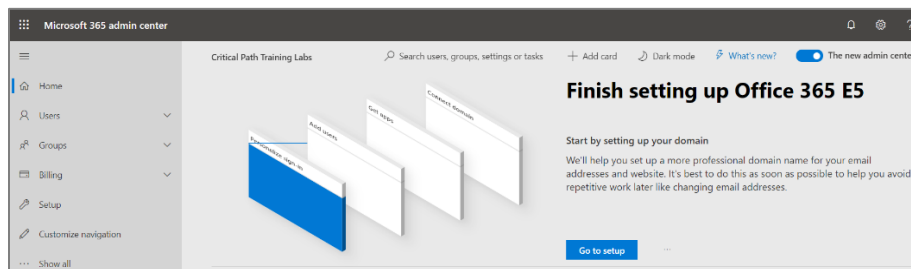 Microsoft 365 admin center
?
Critical Path Training Labs
Search users, groups, settings or tasks
Add card
Dark mode
What's new?
The new admin cente
Home
Users
Groups
Billing
Setup
Customize navigation
Show all
Personalize sign-in
Add users
Get apps
Connect domain
Finish setting up Office 365 E5
Start by setting up your domain
We'll help you set up a more professional domain name for your email
addresses and website. It's best to do this as soon as possible to help you avoid
repetitive work later like changing email addresses.
Go to setup